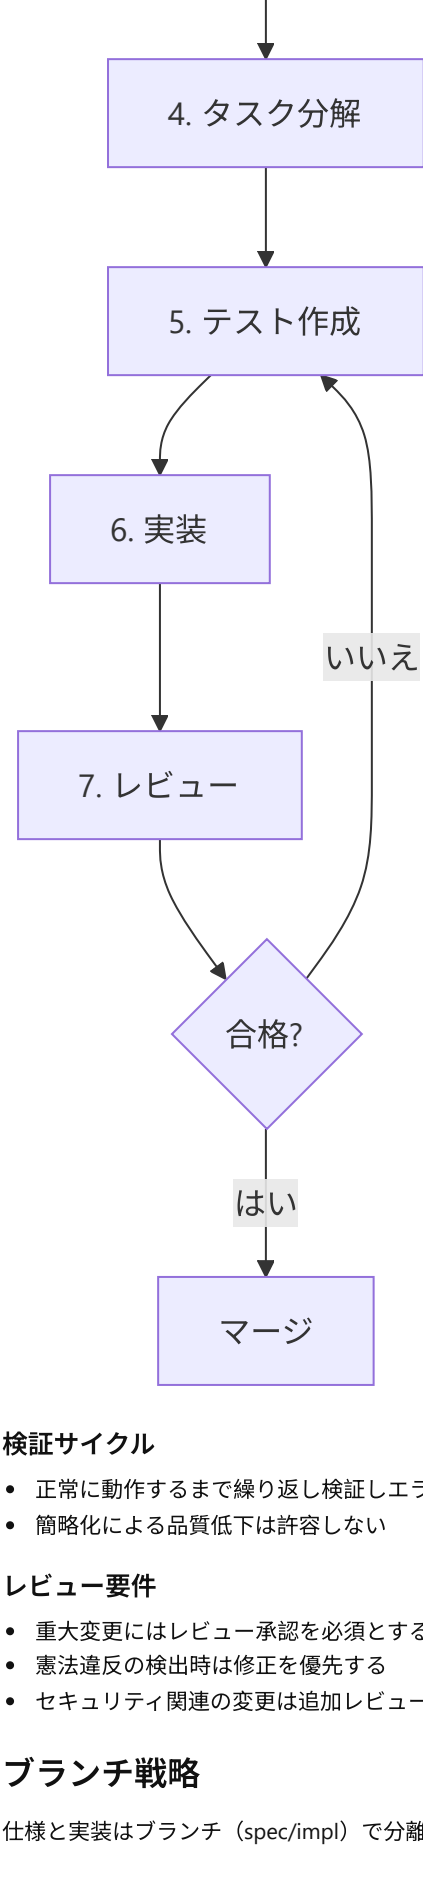 4. タスク分解
5. テスト作成
6. 実装
いいえ
7. レビュー
合格?
はい
マージ
検証サイクル
• 正常に動作するまで繰り返し検証しエラ
• 簡略化による品質低下は許容しない
レビュー要件
• 重大変更にはレビュー承認を必須とする
• 憲法違反の検出時は修正を優先する
• セキュリティ関連の変更は追加レビュー
ブランチ戦略
仕様と実装はブランチ（spec/impl）で分離